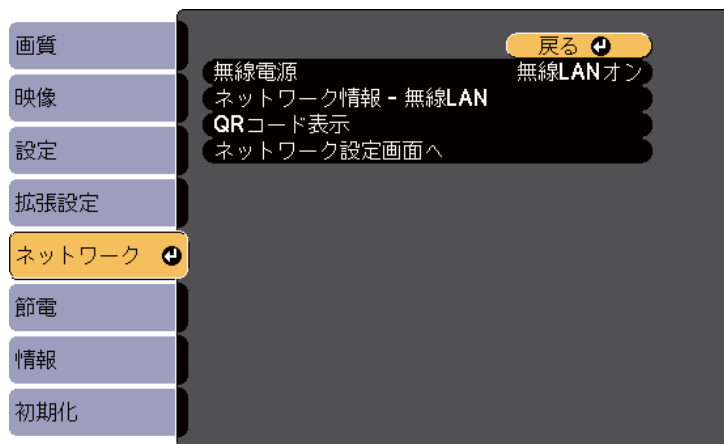 画質
映像
設定
拡張設定
ネットワーク
節電
情報
初期化
戻る
無線電源 無線LANオン
ネットワーク情報 - 無線LAN
QRコード表示
ネットワーク設定画面へ